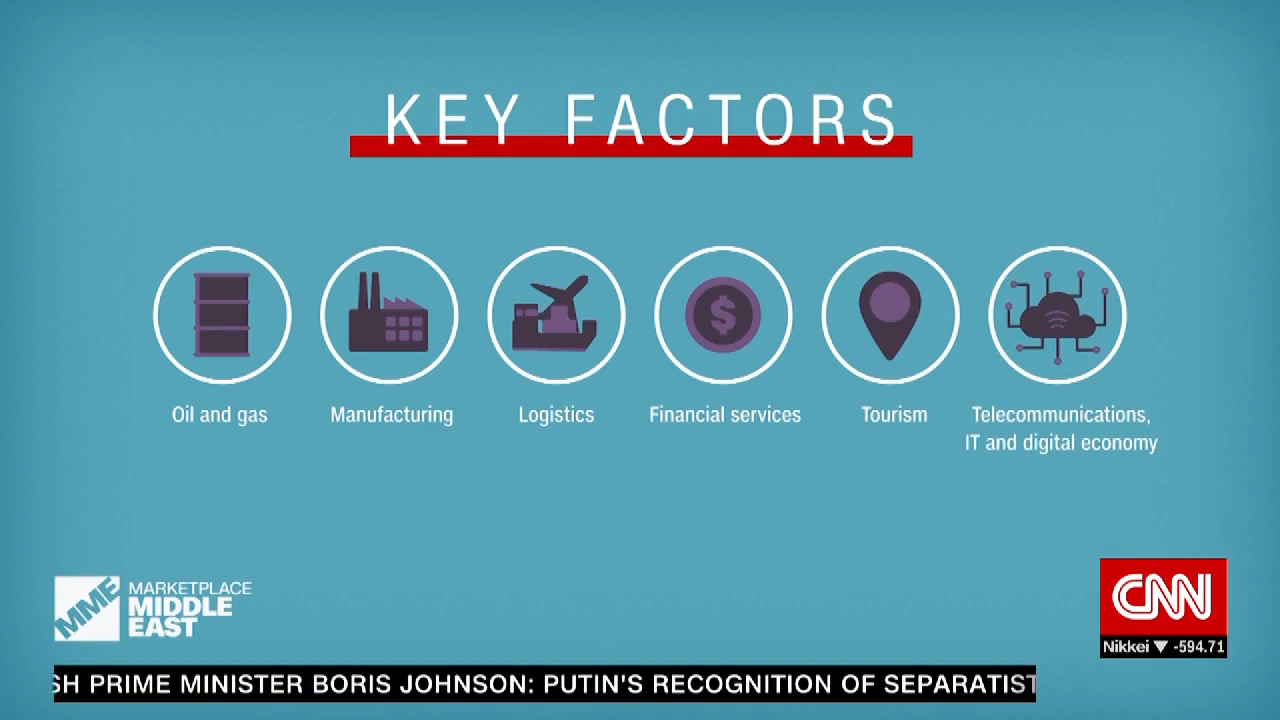 KEY FACTORS
Oil and gas
Manufacturing
Logistics
Financial services
Tourism
Telecommunications,
IT and digital economy
MME
MARKETPLACE
MIDDLE
EAST
CNN
Nikkei ▼ -594.71
SH PRIME MINISTER BORIS JOHNSON: PUTIN'S RECOGNITION OF SEPARATIST